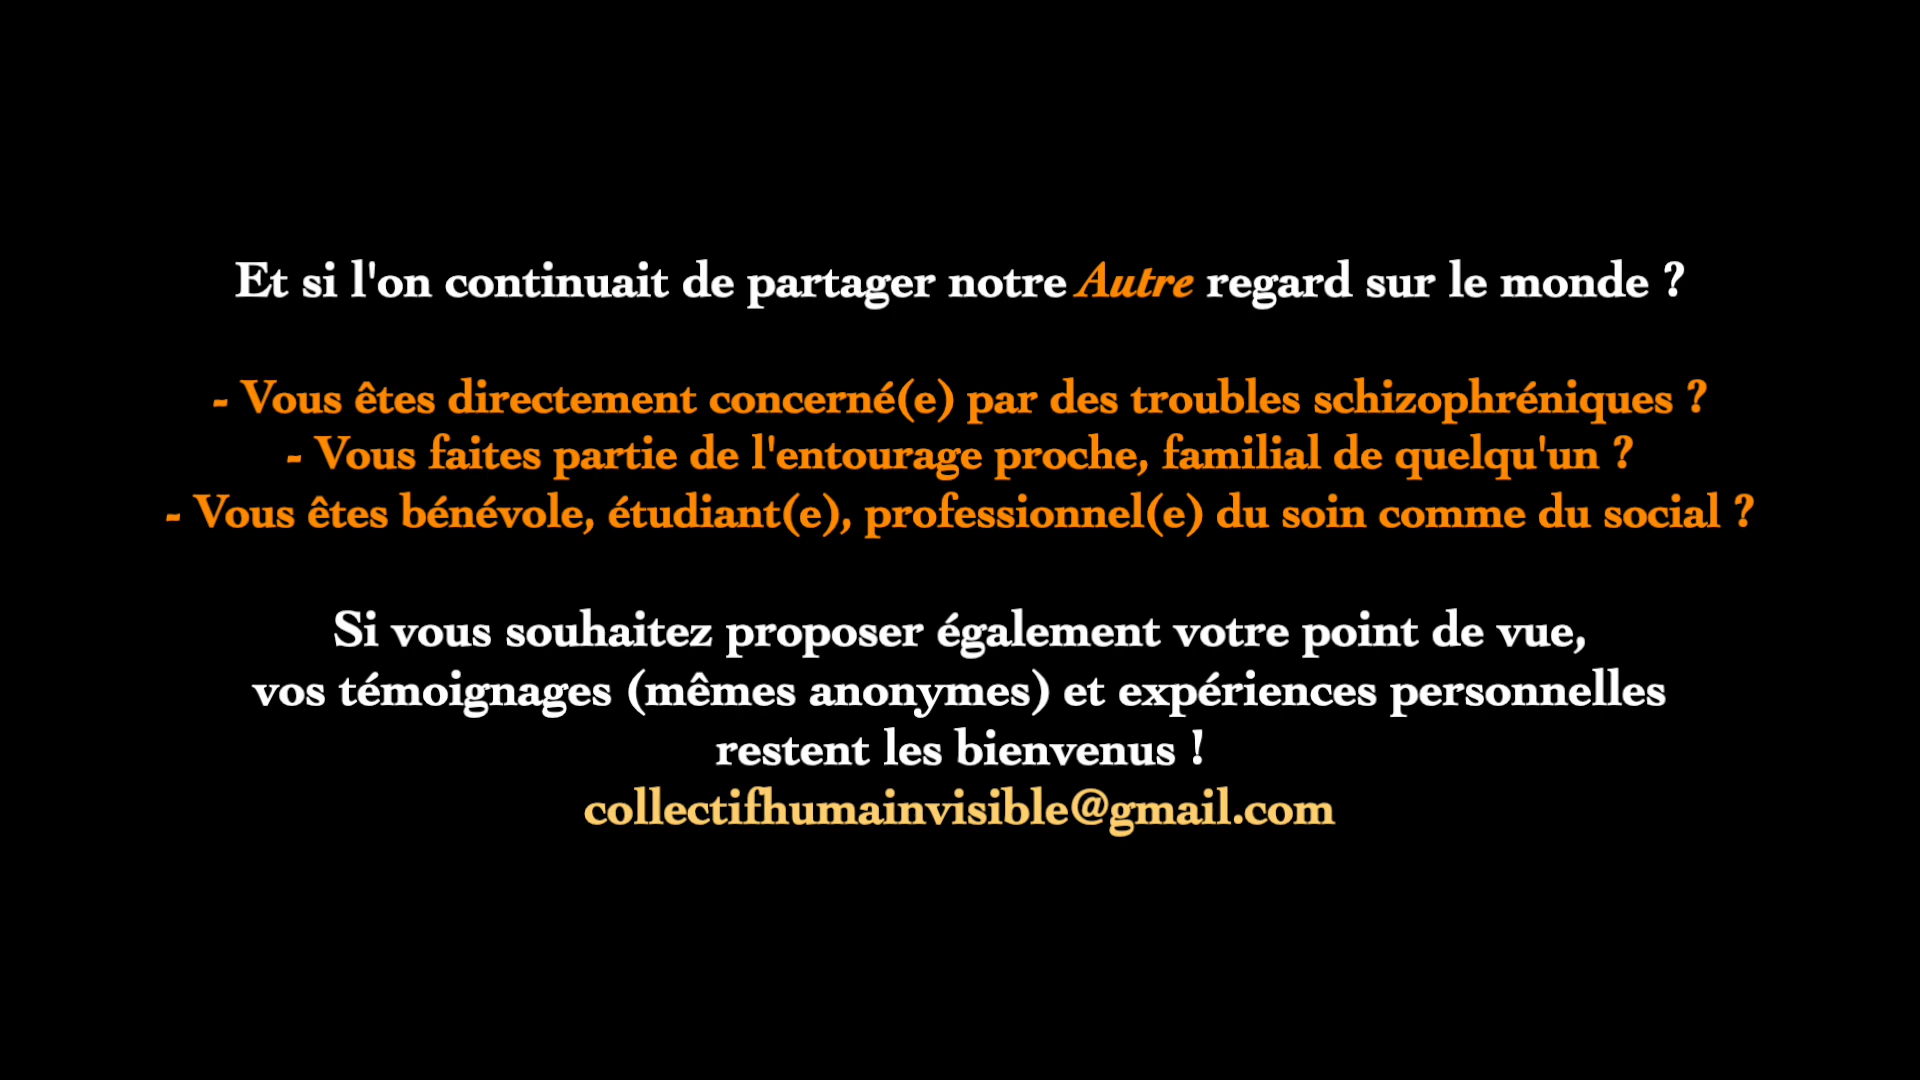 Et si l'on continuait de partager notre Autre regard sur le monde ?
- Vous êtes directement concerné(e) par des troubles schizophréniques ?
- Vous faites partie de l'entourage proche, familial de quelqu'un ?
- Vous êtes bénévole, étudiant(e), professionnel(e) du soin comme du social ?
Si vous souhaitez proposer également votre point de vue,
vos témoignages (mêmes anonymes) et expériences personnelles
restent les bienvenus !
collectifhumainvisible@gmail.com